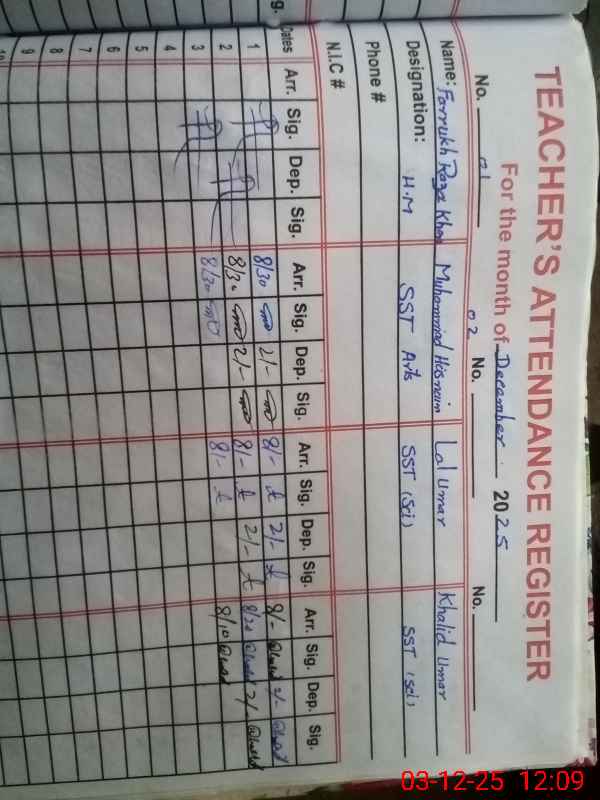 TEACHER'S ATTENDANCE REGISTER
For the month of December 2025
No. 01 No. 02 No. No.
Name: Farrukh Raza Khan Muhammad Hasnain Lal Umar Khalid Umar
Designation: H.M SST Arts SST (Sci) SST (Sci)
Phone #
N.I.C #
Dates Arr. Sig. Dep. Sig. Arr. Sig. Dep. Sig. Arr. Sig. Dep. Sig. Arr. Sig. Dep. Sig.
1 8/30 2/- 8/- 2/- 8/- 2/-
2 8/30 2/- 8/- 2/- 8/20 2/-
3 8/30 8/- 8/10
4
5
6
7
8
9
10
03-12-25 12:09